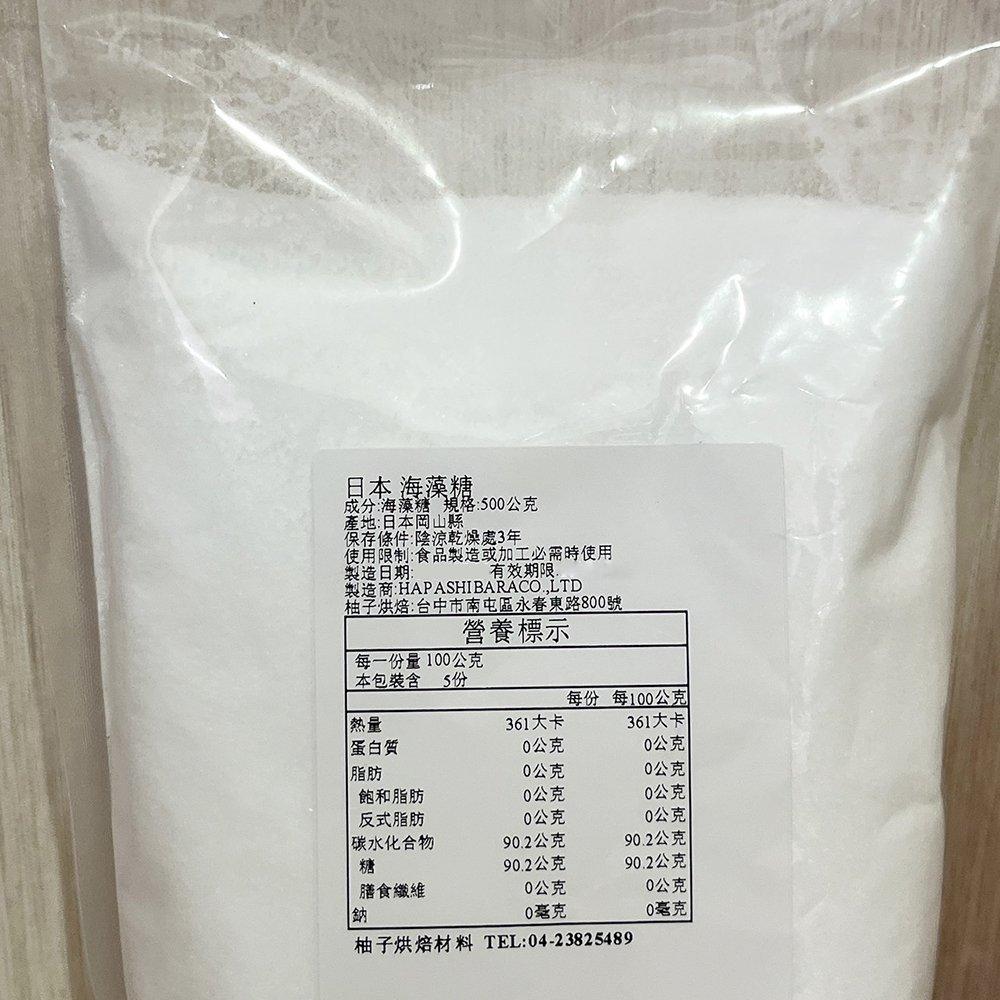 日本 海藻糖
成分:海藻糖 規格:500公克
產地:日本岡山縣
保存條件:陰涼乾燥處3年
使用限制:食品製造或加工必需時使用
製造日期: 有效期限.
製造商:HAPASHIBARACO.,LTD
柚子烘焙:台中市南屯區永春東路800號
營養標示
每一份量 100公克
本包裝含 5份
每份 每100公克
熱量 361大卡 361大卡
蛋白質 0公克 0公克
脂肪 0公克 0公克
飽和脂肪 0公克 0公克
反式脂肪 0公克 0公克
碳水化合物 90.2公克 90.2公克
糖 90.2公克 90.2公克
膳食纖維 0公克 0公克
鈉 0毫克 0毫克
柚子烘焙材料 TEL:04-23825489